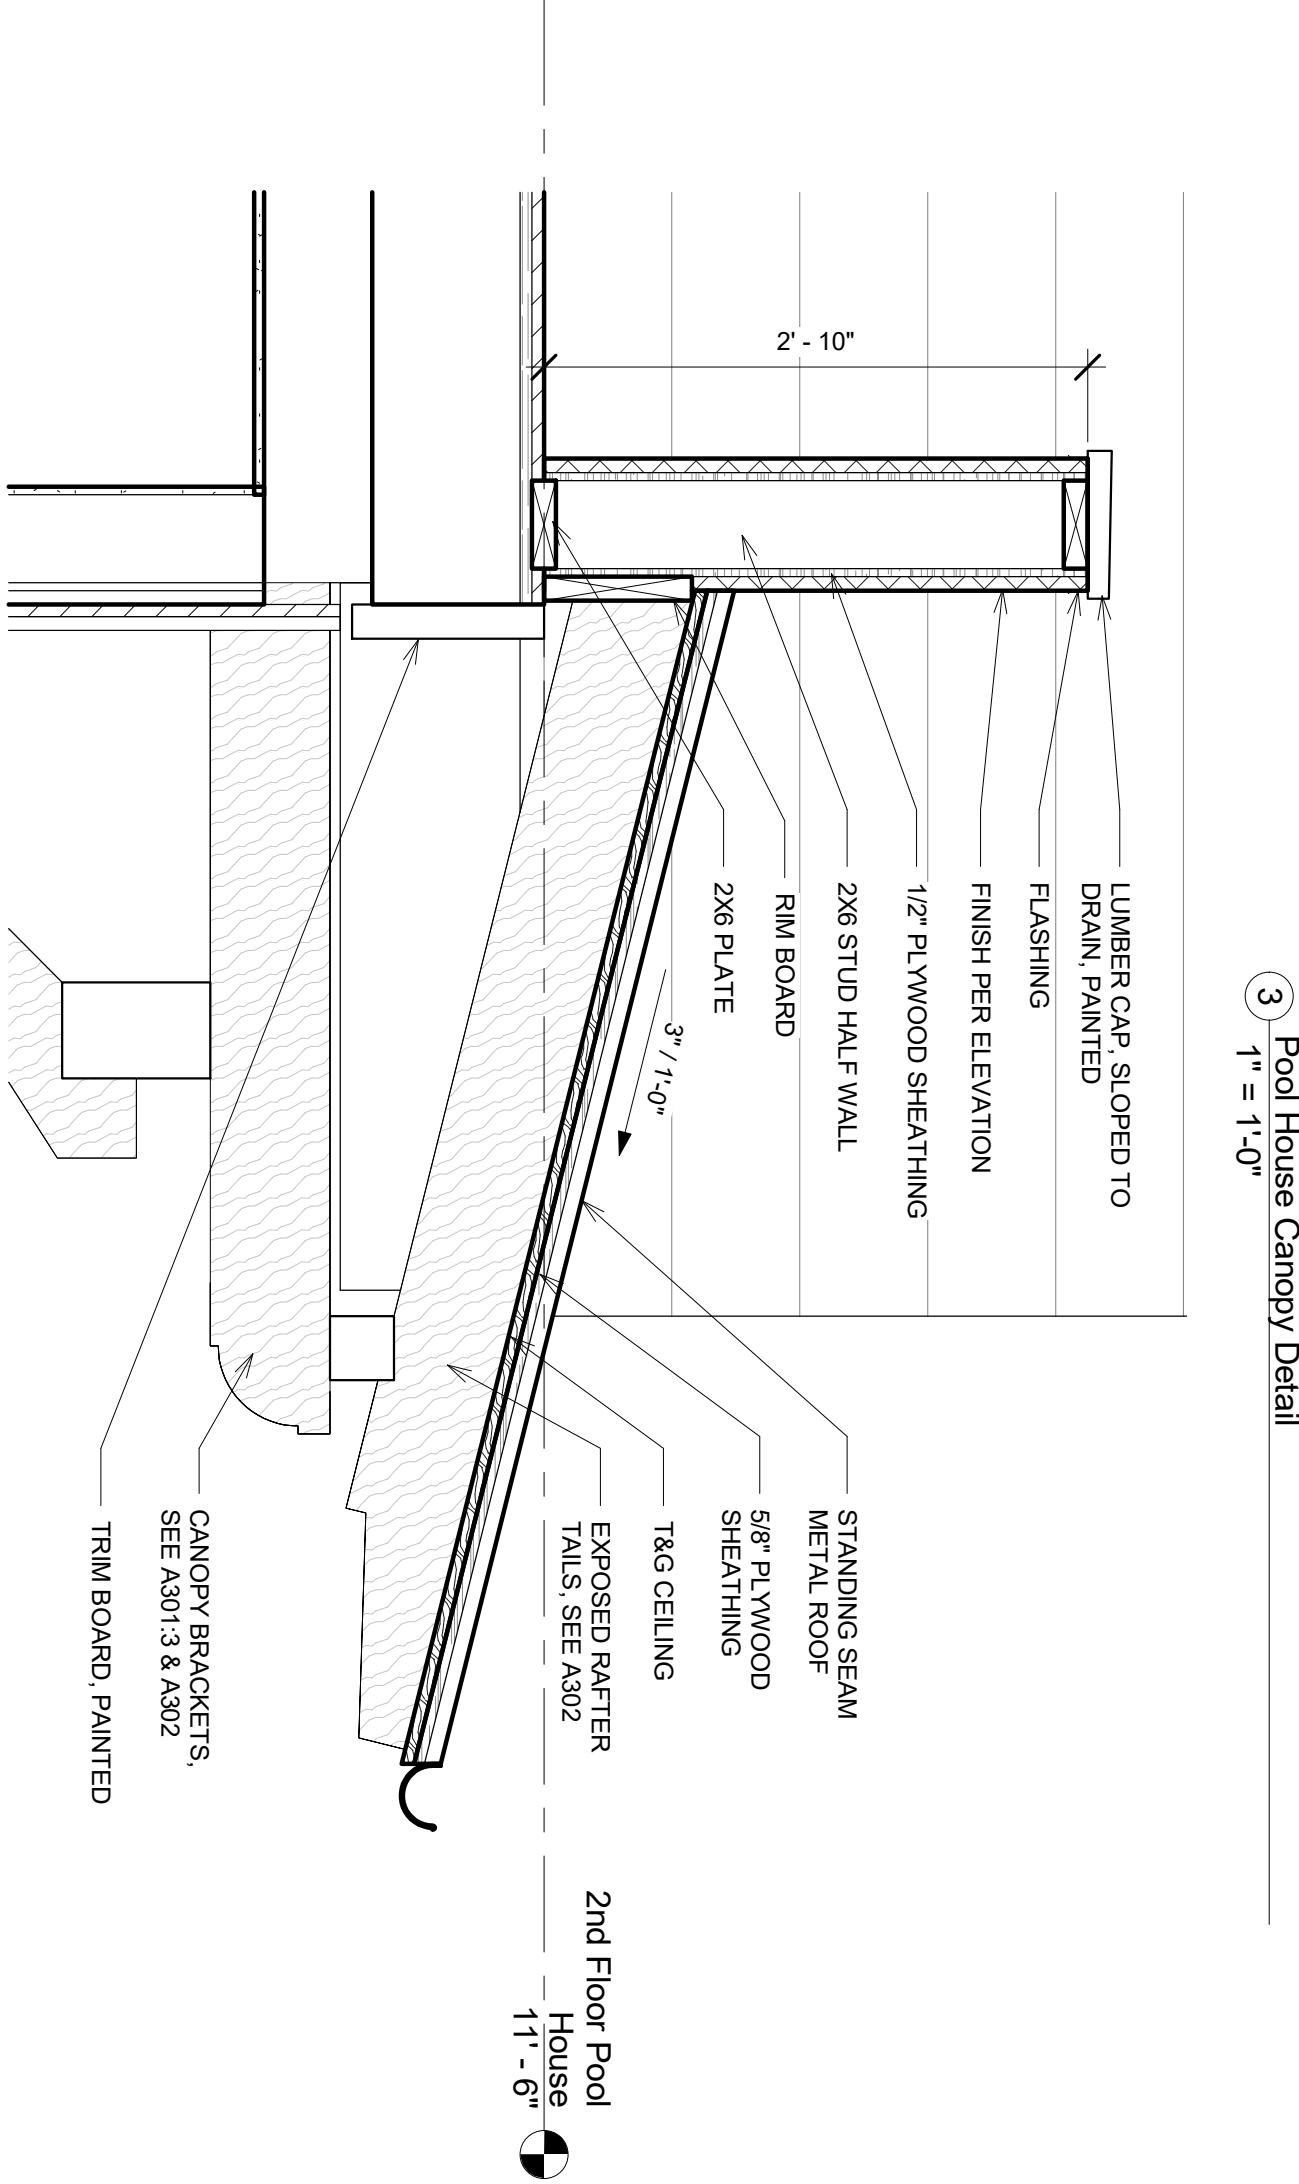 3
Pool House Canopy Detail
1" = 1'-0"
2' - 10"
LUMBER CAP, SLOPED TO
DRAIN, PAINTED
FLASHING
FINISH PER ELEVATION
1/2" PLYWOOD SHEATHING
2X6 STUD HALF WALL
RIM BOARD
2X6 PLATE
3" / 1'-0"
STANDING SEAM
METAL ROOF
5/8" PLYWOOD
SHEATHING
T&G CEILING
EXPOSED RAFTER
TAILS, SEE A302
CANOPY BRACKETS,
SEE A301:3 & A302
TRIM BOARD, PAINTED
2nd Floor Pool
House
11' - 6"